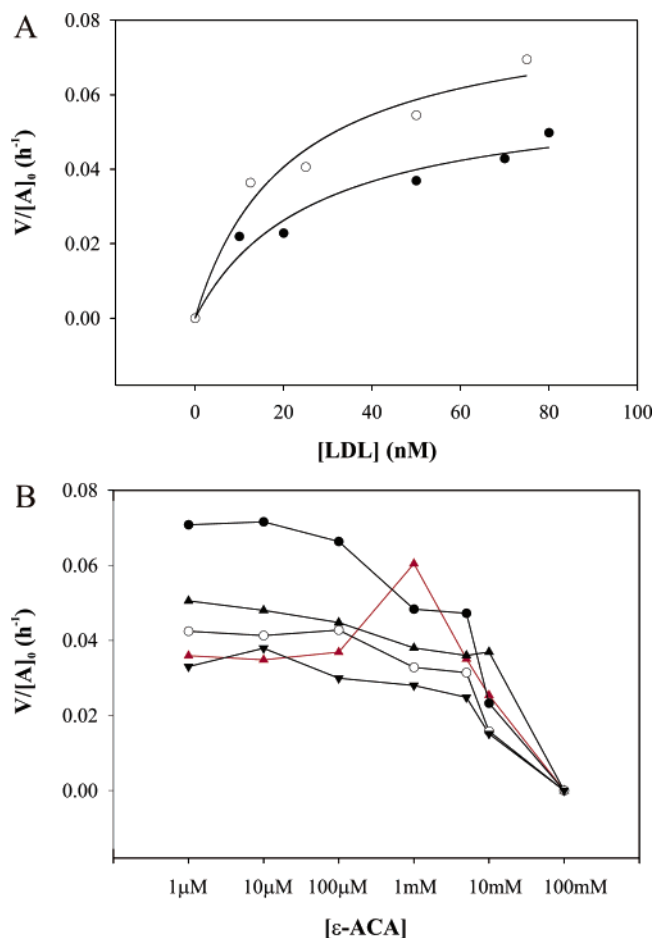 A
V/[A]₀ (h⁻¹)
0.08
0.06
0.04
0.02
0.00
0
20
40
60
80
100
[LDL] (nM)
B
V/[A]₀ (h⁻¹)
0.08
0.06
0.04
0.02
0.00
1μM
10μM
100μM
1mM
10mM
100mM
[ε-ACA]